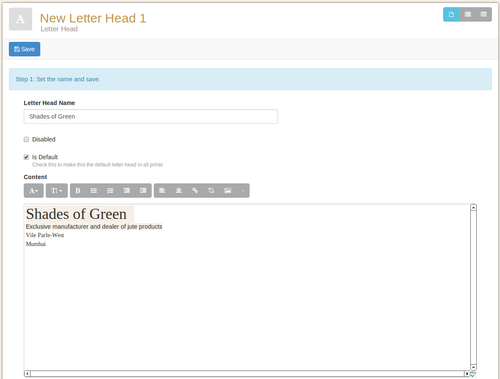 A
New Letter Head 1
Letter Head
Save
Step 1: Set the name and save.
Letter Head Name
Shades of Green
Disabled
Is Default
Check this to make this the default letter head in all prints
Content
A
T
B
Shades of Green
Exclusive manufacturer and dealer of jute products
Vile Parle-West
Mumbai